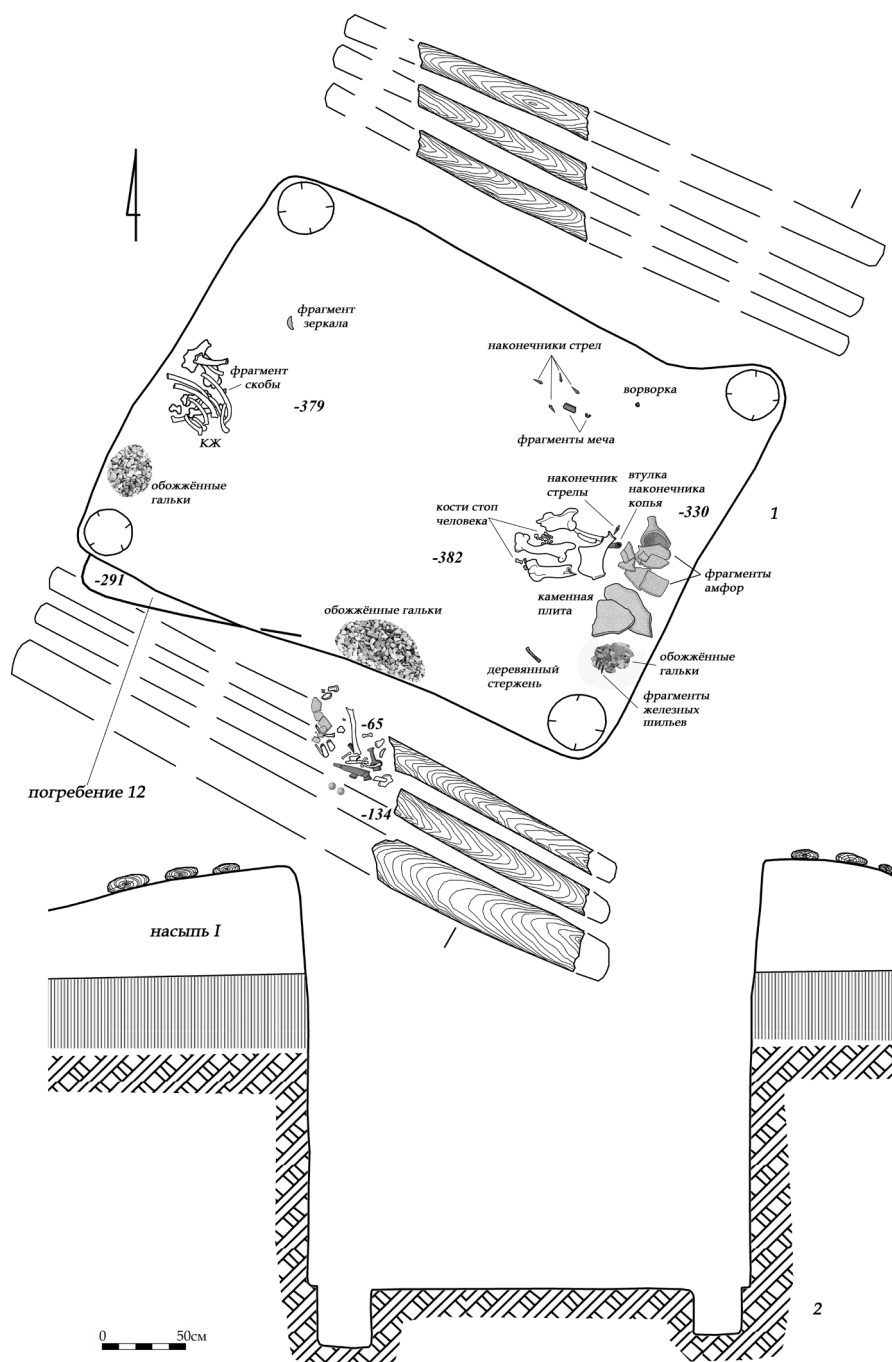 фрагмент
зеркала
наконечники стрел
фрагмент
скобы
ворворка
-379
КЖ
фрагменты меча
обожжённые
гальки
наконечник
стрелы
втулка
наконечника
копья
кости стоп
человека
-330
1
-382
фрагменты
амфор
-291
каменная
плита
обожжённые гальки
деревянный
стержень
обожжённые
гальки
фрагменты
железных
шильев
-65
погребение 12
-134
насыпь I
2
0 50см